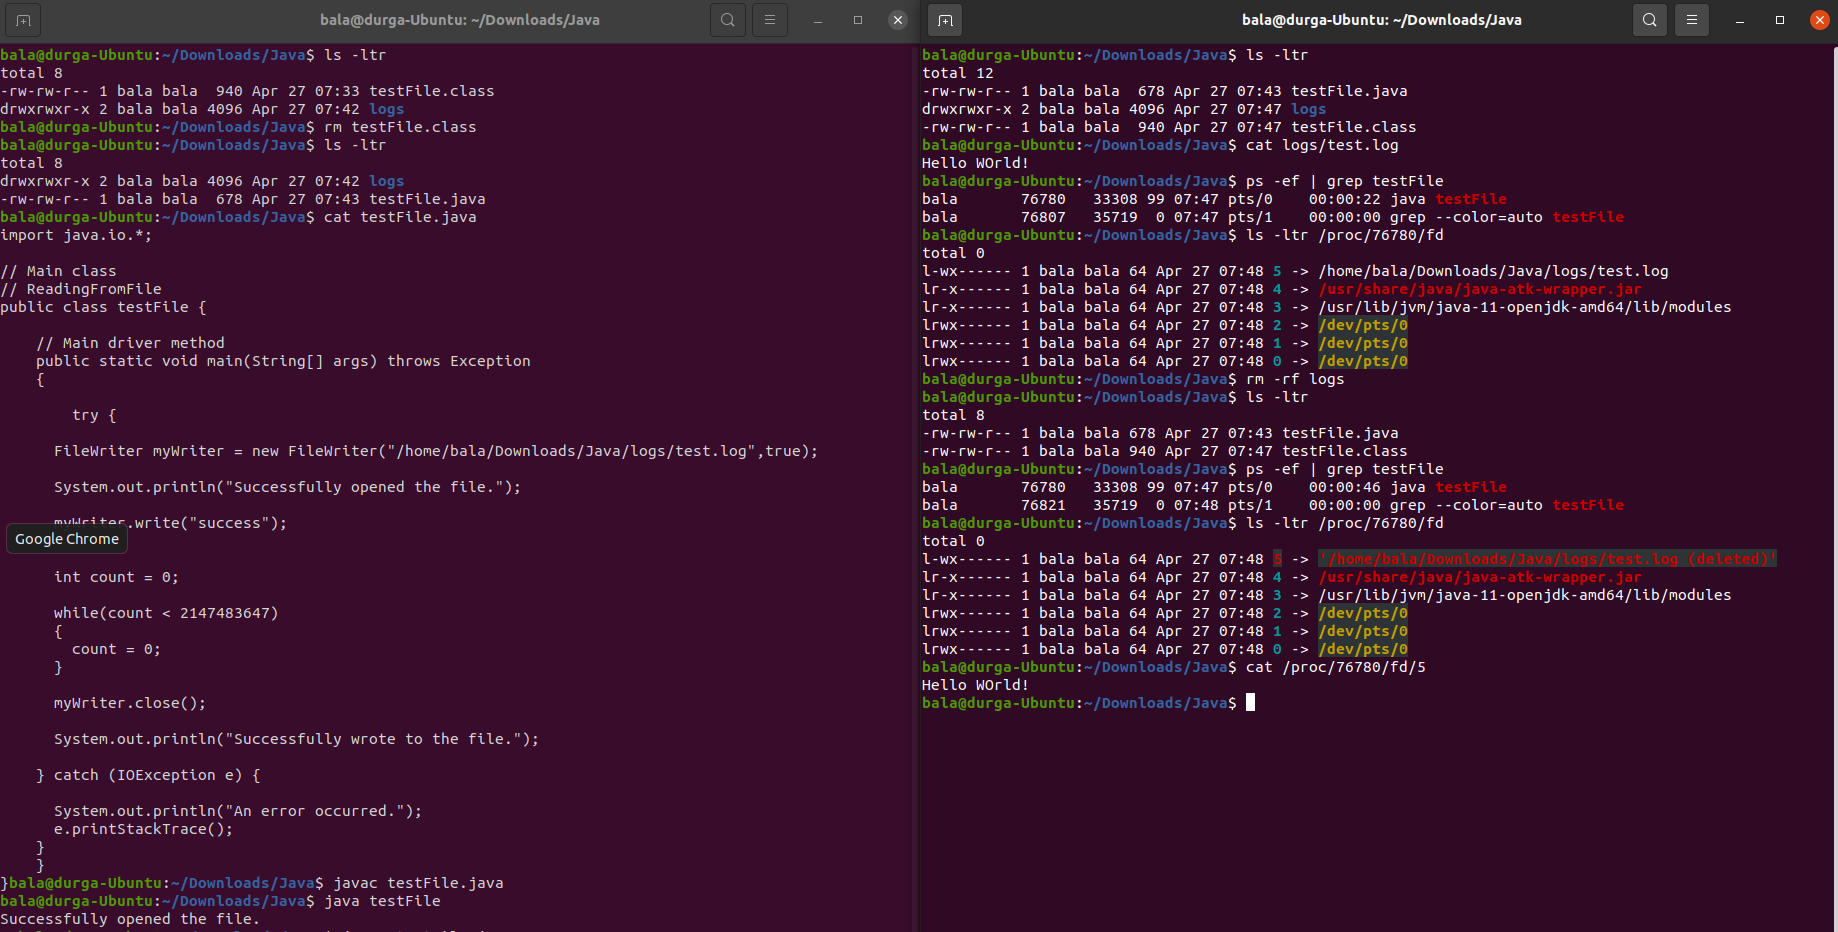 bala@durga-Ubuntu: ~/Downloads/Java
bala@durga-Ubuntu:~/Downloads/Java$ ls -ltr
total 8
-rw-rw-r-- 1 bala bala  940 Apr 27 07:33 testFile.class
drwxrwxr-x 2 bala bala 4096 Apr 27 07:42 logs
bala@durga-Ubuntu:~/Downloads/Java$ rm testFile.class
bala@durga-Ubuntu:~/Downloads/Java$ ls -ltr
total 8
drwxrwxr-x 2 bala bala 4096 Apr 27 07:42 logs
-rw-rw-r-- 1 bala bala  678 Apr 27 07:43 testFile.java
bala@durga-Ubuntu:~/Downloads/Java$ cat testFile.java
import java.io.*;
// Main class
// ReadingFromFile
public class testFile {
// Main driver method
public static void main(String[] args) throws Exception
{
try {
FileWriter myWriter = new FileWriter("/home/bala/Downloads/Java/logs/test.log",true);
System.out.println("Successfully opened the file.");
myWriter.write("success");
Google Chrome
int count = 0;
while(count < 2147483647)
{
count = 0;
}
myWriter.close();
System.out.println("Successfully wrote to the file.");
} catch (IOException e) {
System.out.println("An error occurred.");
e.printStackTrace();
}
}
}bala@durga-Ubuntu:~/Downloads/Java$ javac testFile.java
bala@durga-Ubuntu:~/Downloads/Java$ java testFile
Successfully opened the file.
bala@durga-Ubuntu: ~/Downloads/Java
bala@durga-Ubuntu:~/Downloads/Java$ ls -ltr
total 12
-rw-rw-r-- 1 bala bala  678 Apr 27 07:43 testFile.java
drwxrwxr-x 2 bala bala 4096 Apr 27 07:47 logs
-rw-rw-r-- 1 bala bala  940 Apr 27 07:47 testFile.class
bala@durga-Ubuntu:~/Downloads/Java$ cat logs/test.log
Hello WOrld!
bala@durga-Ubuntu:~/Downloads/Java$ ps -ef | grep testFile
bala       76780   33308 99 07:47 pts/0    00:00:22 java testFile
bala       76807   35719  0 07:47 pts/1    00:00:00 grep --color=auto testFile
bala@durga-Ubuntu:~/Downloads/Java$ ls -ltr /proc/76780/fd
total 0
l-wx------ 1 bala bala 64 Apr 27 07:48 5 -> /home/bala/Downloads/Java/logs/test.log
lr-x------ 1 bala bala 64 Apr 27 07:48 4 -> /usr/share/java/java-atk-wrapper.jar
lr-x------ 1 bala bala 64 Apr 27 07:48 3 -> /usr/lib/jvm/java-11-openjdk-amd64/lib/modules
lrwx------ 1 bala bala 64 Apr 27 07:48 2 -> /dev/pts/0
lrwx------ 1 bala bala 64 Apr 27 07:48 1 -> /dev/pts/0
lrwx------ 1 bala bala 64 Apr 27 07:48 0 -> /dev/pts/0
bala@durga-Ubuntu:~/Downloads/Java$ rm -rf logs
bala@durga-Ubuntu:~/Downloads/Java$ ls -ltr
total 8
-rw-rw-r-- 1 bala bala 678 Apr 27 07:43 testFile.java
-rw-rw-r-- 1 bala bala 940 Apr 27 07:47 testFile.class
bala@durga-Ubuntu:~/Downloads/Java$ ps -ef | grep testFile
bala       76780   33308 99 07:47 pts/0    00:00:46 java testFile
bala       76821   35719  0 07:48 pts/1    00:00:00 grep --color=auto testFile
bala@durga-Ubuntu:~/Downloads/Java$ ls -ltr /proc/76780/fd
total 0
l-wx------ 1 bala bala 64 Apr 27 07:48 5 -> '/home/bala/Downloads/Java/logs/test.log (deleted)'
lr-x------ 1 bala bala 64 Apr 27 07:48 4 -> /usr/share/java/java-atk-wrapper.jar
lr-x------ 1 bala bala 64 Apr 27 07:48 3 -> /usr/lib/jvm/java-11-openjdk-amd64/lib/modules
lrwx------ 1 bala bala 64 Apr 27 07:48 2 -> /dev/pts/0
lrwx------ 1 bala bala 64 Apr 27 07:48 1 -> /dev/pts/0
lrwx------ 1 bala bala 64 Apr 27 07:48 0 -> /dev/pts/0
bala@durga-Ubuntu:~/Downloads/Java$ cat /proc/76780/fd/5
Hello WOrld!
bala@durga-Ubuntu:~/Downloads/Java$